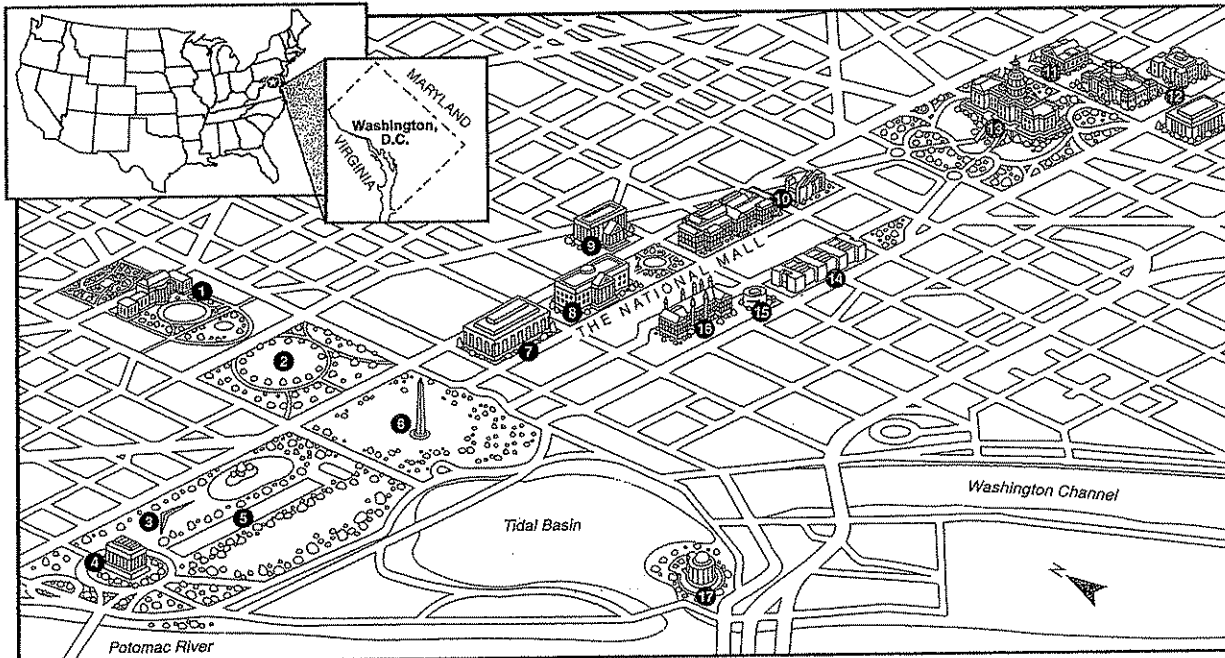 MARYLAND
Washington,
D.C.
VIRGINIA
11
12
13
10
9
THE NATIONAL MALL
14
1
8
15
16
7
2
6
Washington Channel
3
5
Tidal Basin
4
17
N
Potomac River